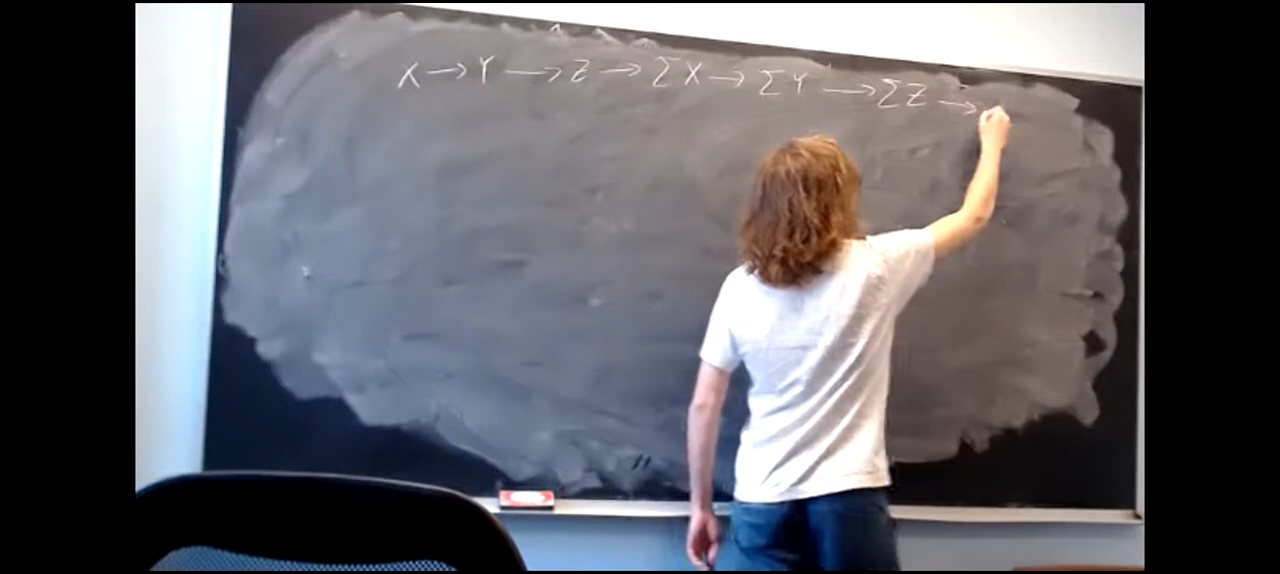 X → Y → Z → ΣX → ΣY → ΣZ →